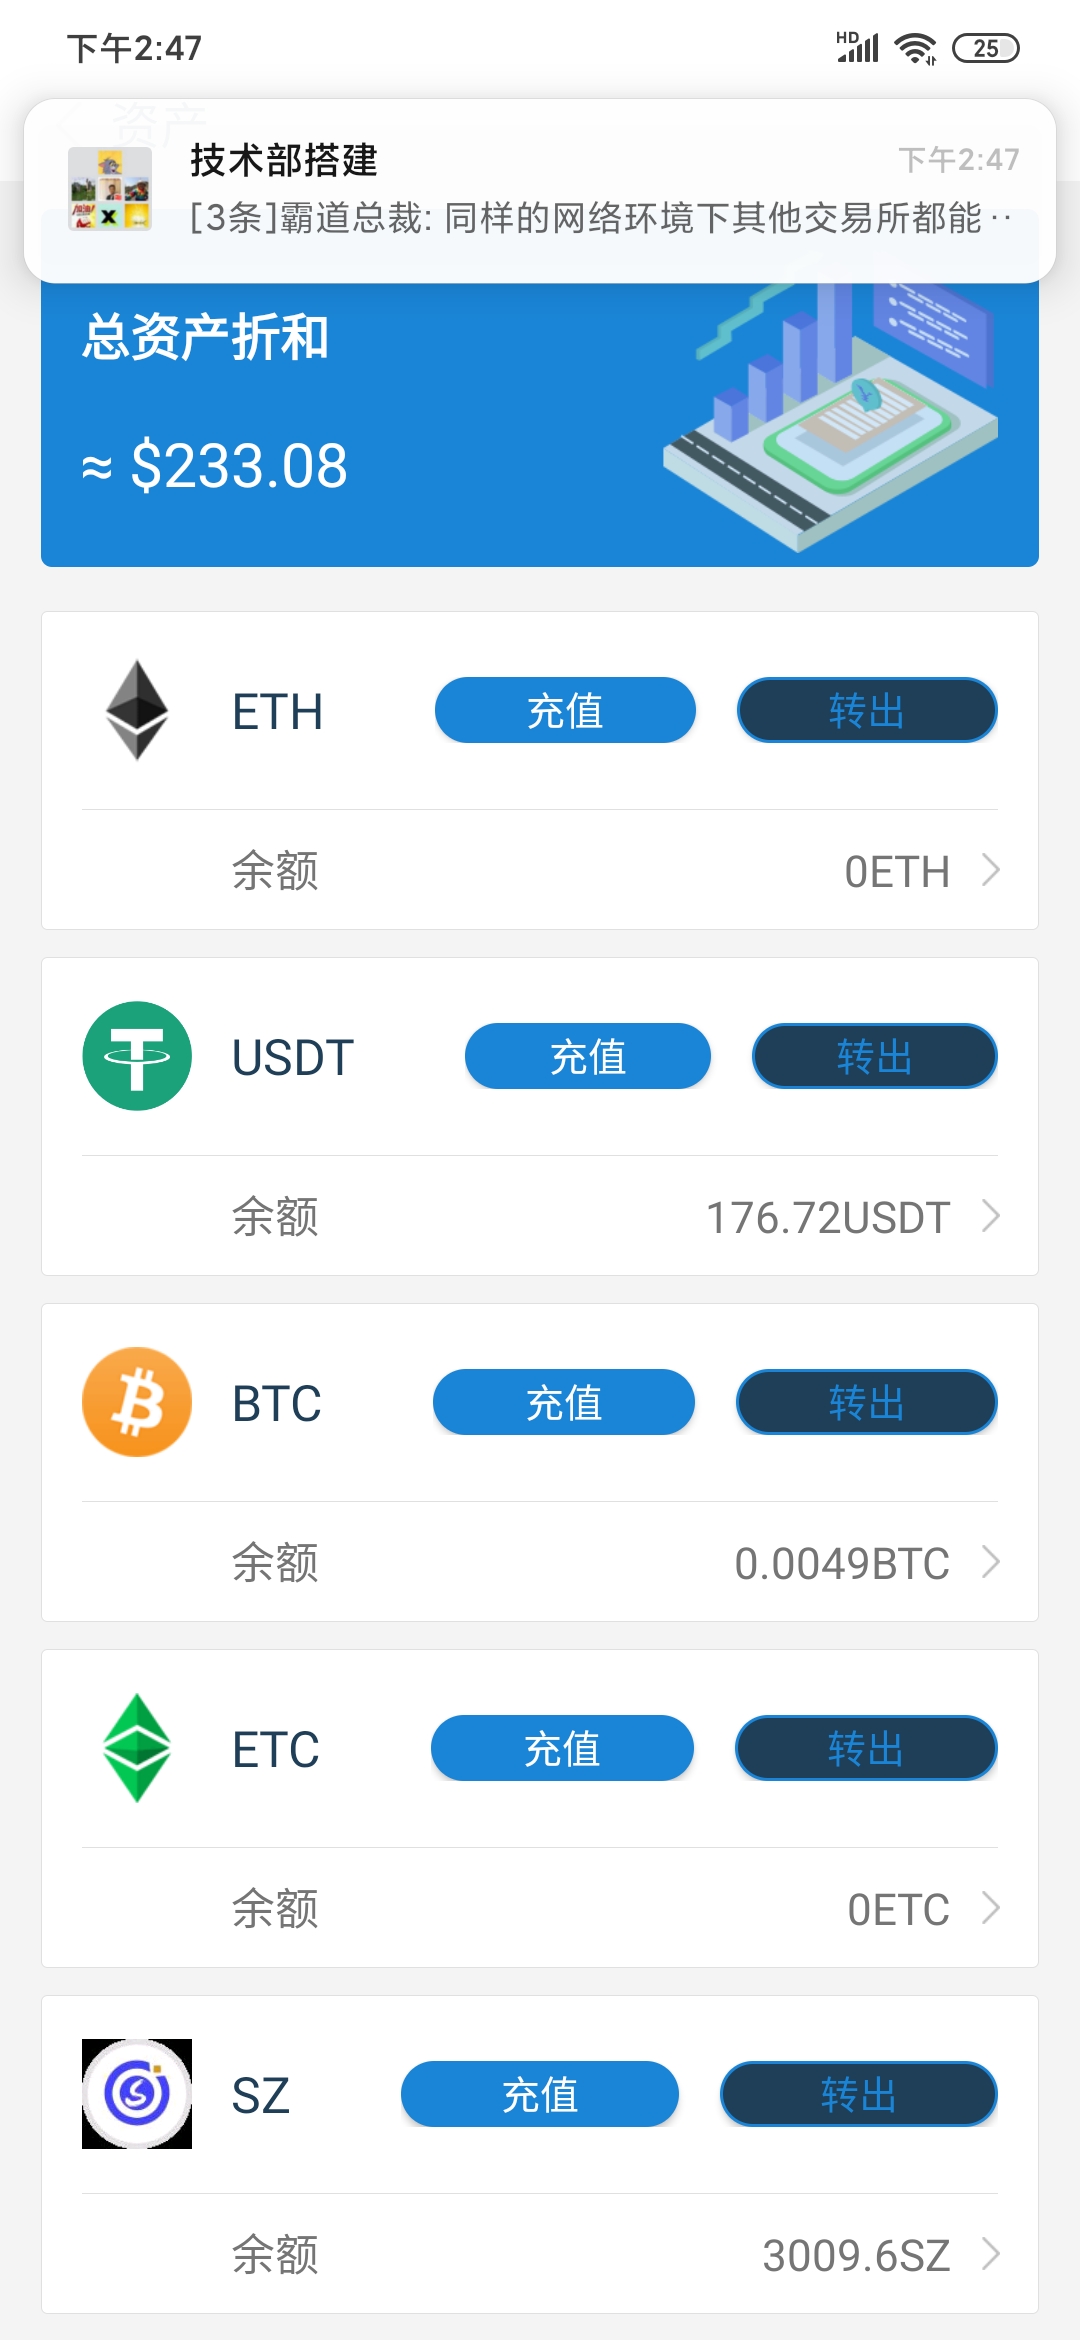 下午2:47
HD
25
资产
技术部搭建
下午2:47
[3条]霸道总裁: 同样的网络环境下其他交易所都能 ··
总资产折和
≈ $233.08
ETH
充值
转出
余额
0ETH
USDT
充值
转出
余额
176.72USDT
BTC
充值
转出
余额
0.0049BTC
ETC
充值
转出
余额
0ETC
SZ
充值
转出
余额
3009.6SZ